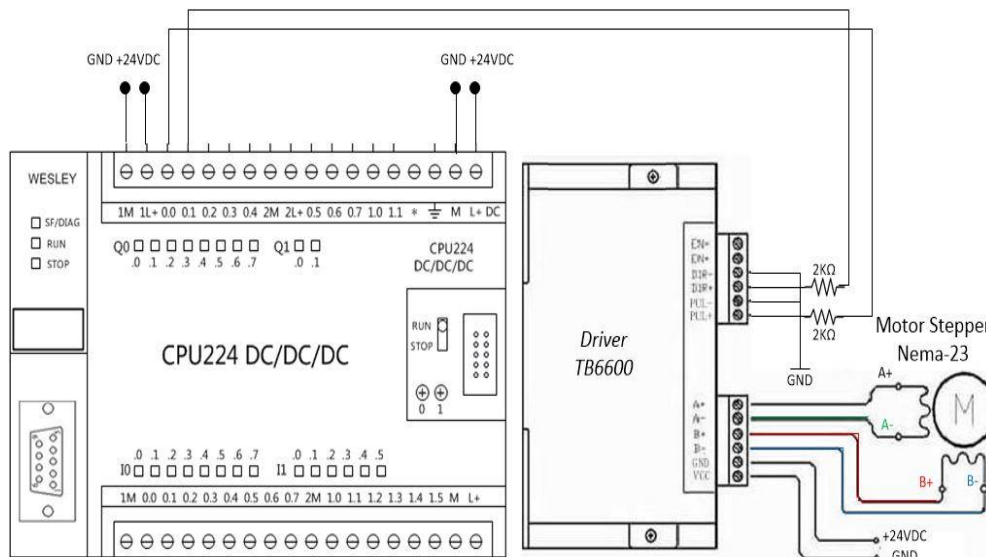 GND +24VDC
GND +24VDC
WESLEY
SF/DIAG
RUN
STOP
1M 1L+ 0.0 0.1 0.2 0.3 0.4 2M 2L+ 0.5 0.6 0.7 1.0 1.1 * M L+ DC
Q0
.0 .1 .2 .3 .4 .5 .6 .7
Q1
.0 .1
CPU224
DC/DC/DC
RUN
STOP
0 1
CPU224 DC/DC/DC
I0
.0 .1 .2 .3 .4 .5 .6 .7
I1
.0 .1 .2 .3 .4 .5
1M 0.0 0.1 0.2 0.3 0.4 0.5 0.6 0.7 2M 1.0 1.1 1.2 1.3 1.4 1.5 M L+
Driver
TB6600
EN-
EN+
DIR-
DIR+
PUL-
PUL+
A+
A-
B+
B-
GND
VCC
2KΩ
2KΩ
GND
Motor Stepper
Nema-23
A+
A-
M
B+
B-
+24VDC
GND